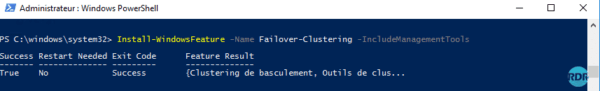 Administrateur : Windows PowerShell
PS C:\windows\system32> Install-WindowsFeature -Name Failover-Clustering -IncludeManagementTools
Success Restart Needed Exit Code      Feature Result
------- -------------- ---------      --------------
True    No             Success        {Clustering de basculement, Outils de clus...
RDR